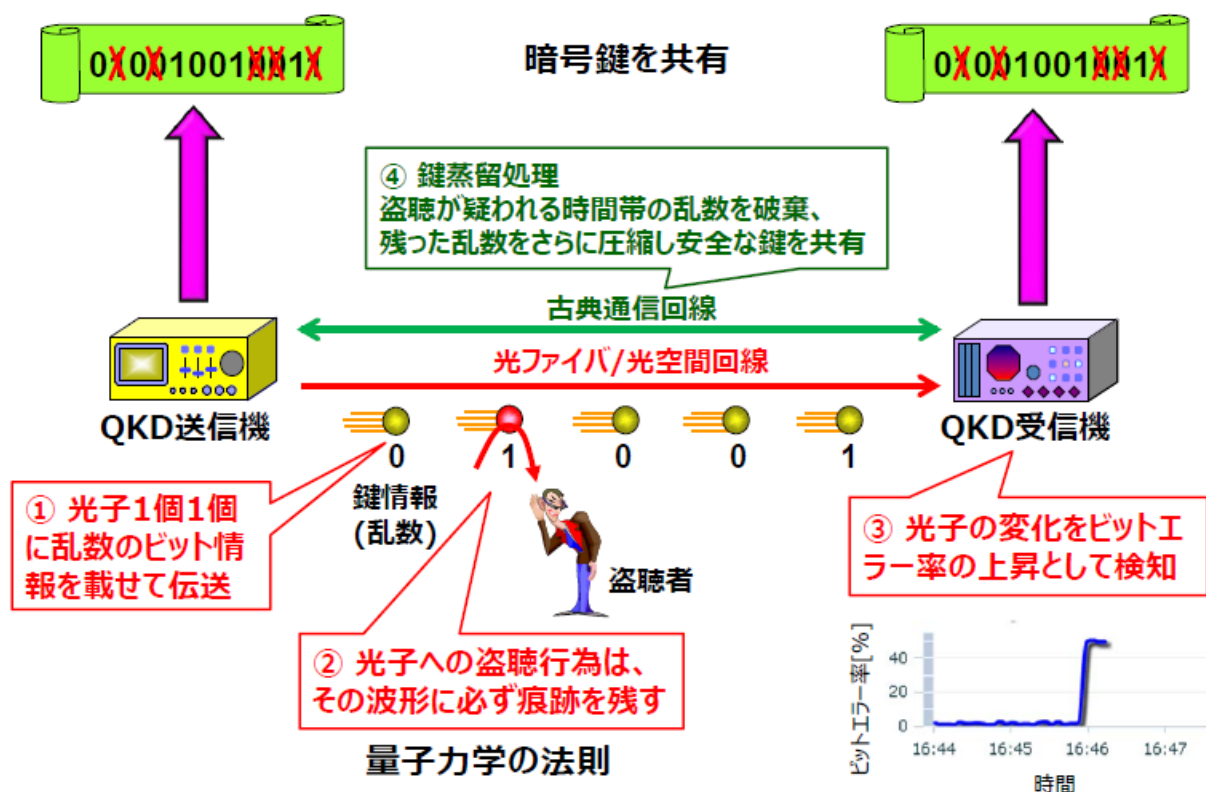 010010010011
暗号鍵を共有
010010010011
④ 鍵蒸留処理
盗聴が疑われる時間帯の乱数を破棄、
残った乱数をさらに圧縮し安全な鍵を共有
古典通信回線
光ファイバ/光空間回線
QKD送信機
QKD受信機
0
1
0
0
1
① 光子1個1個
に乱数のビット情
報を載せて伝送
鍵情報
(乱数)
盗聴者
③ 光子の変化をビットエ
ラー率の上昇として検知
② 光子への盗聴行為は、
その波形に必ず痕跡を残す
量子力学の法則
ビットエラー率[%]
40
20
0
16:44
16:45
16:46
16:47
時間